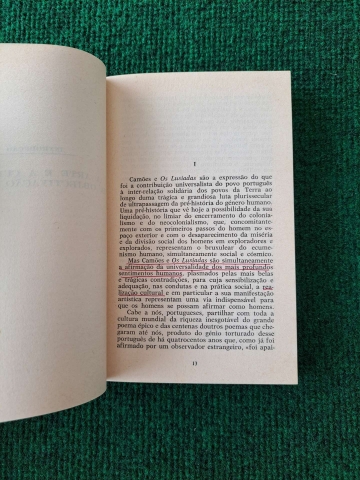 1
Camões e Os Lusíadas são a expressão do que
foi a contribuição universalista do povo português
à inter-relação solidária dos povos da Terra ao
longo duma trágica e grandiosa luta plurissecular
de ultrapassagem da pré-história do género humano.
Uma pré-história que vê hoje a possibilidade da sua
liquidação, no limiar do encerramento do colonia-
lismo e do neocolonialismo, que, concomitante-
mente com os primeiros passos do homem no es-
paço exterior e com o desaparecimento da miséria
e da divisão social dos homens em exploradores e
explorados, representam o bruxulear do ecume-
nismo humano, simultaneamente social e cósmico.
Mas Camões e Os Lusíadas são simultaneamente
a afirmação da universalidade dos mais profundos
sentimentos humanos, plasmados pelas mais belas
e trágicas contradições, para cuja sensibilização e
adequação, nas condutas e na prática social, a rea-
lização cultural e em particular a sua manifestação
artística representam uma via indispensável para
que os homens se possam afirmar como homens.
Cabe a nós, portugueses, partilhar com toda a
cultura mundial da riqueza inesgotável do grande
poema épico e das centenas doutros poemas que che-
garam até nós, produto do génio torturado desse
português de há quatrocentos anos que, como já foi
afirmado por um observador estrangeiro, «foi apai-
13